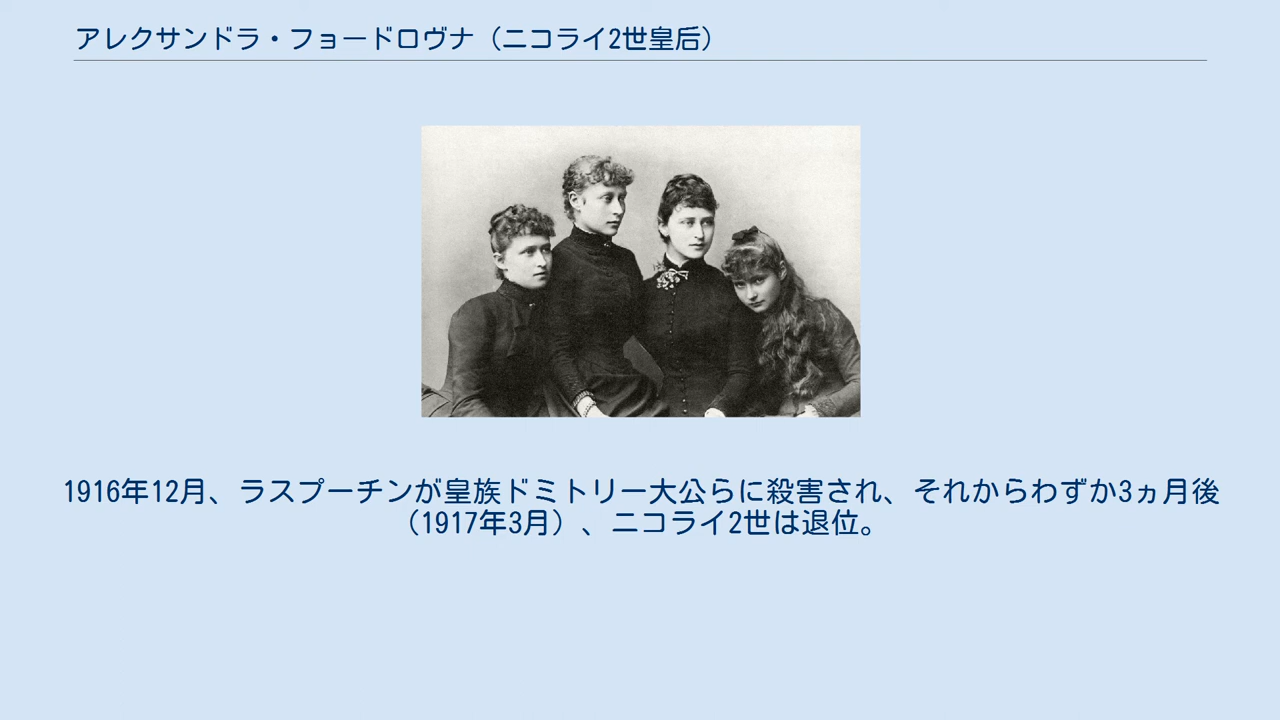 アレクサンドラ・フョードロヴナ（ニコライ2世皇后）
1916年12月、ラスプーチンが皇族ドミトリー大公らに殺害され、それからわずか3ヵ月後
（1917年3月）、ニコライ2世は退位。